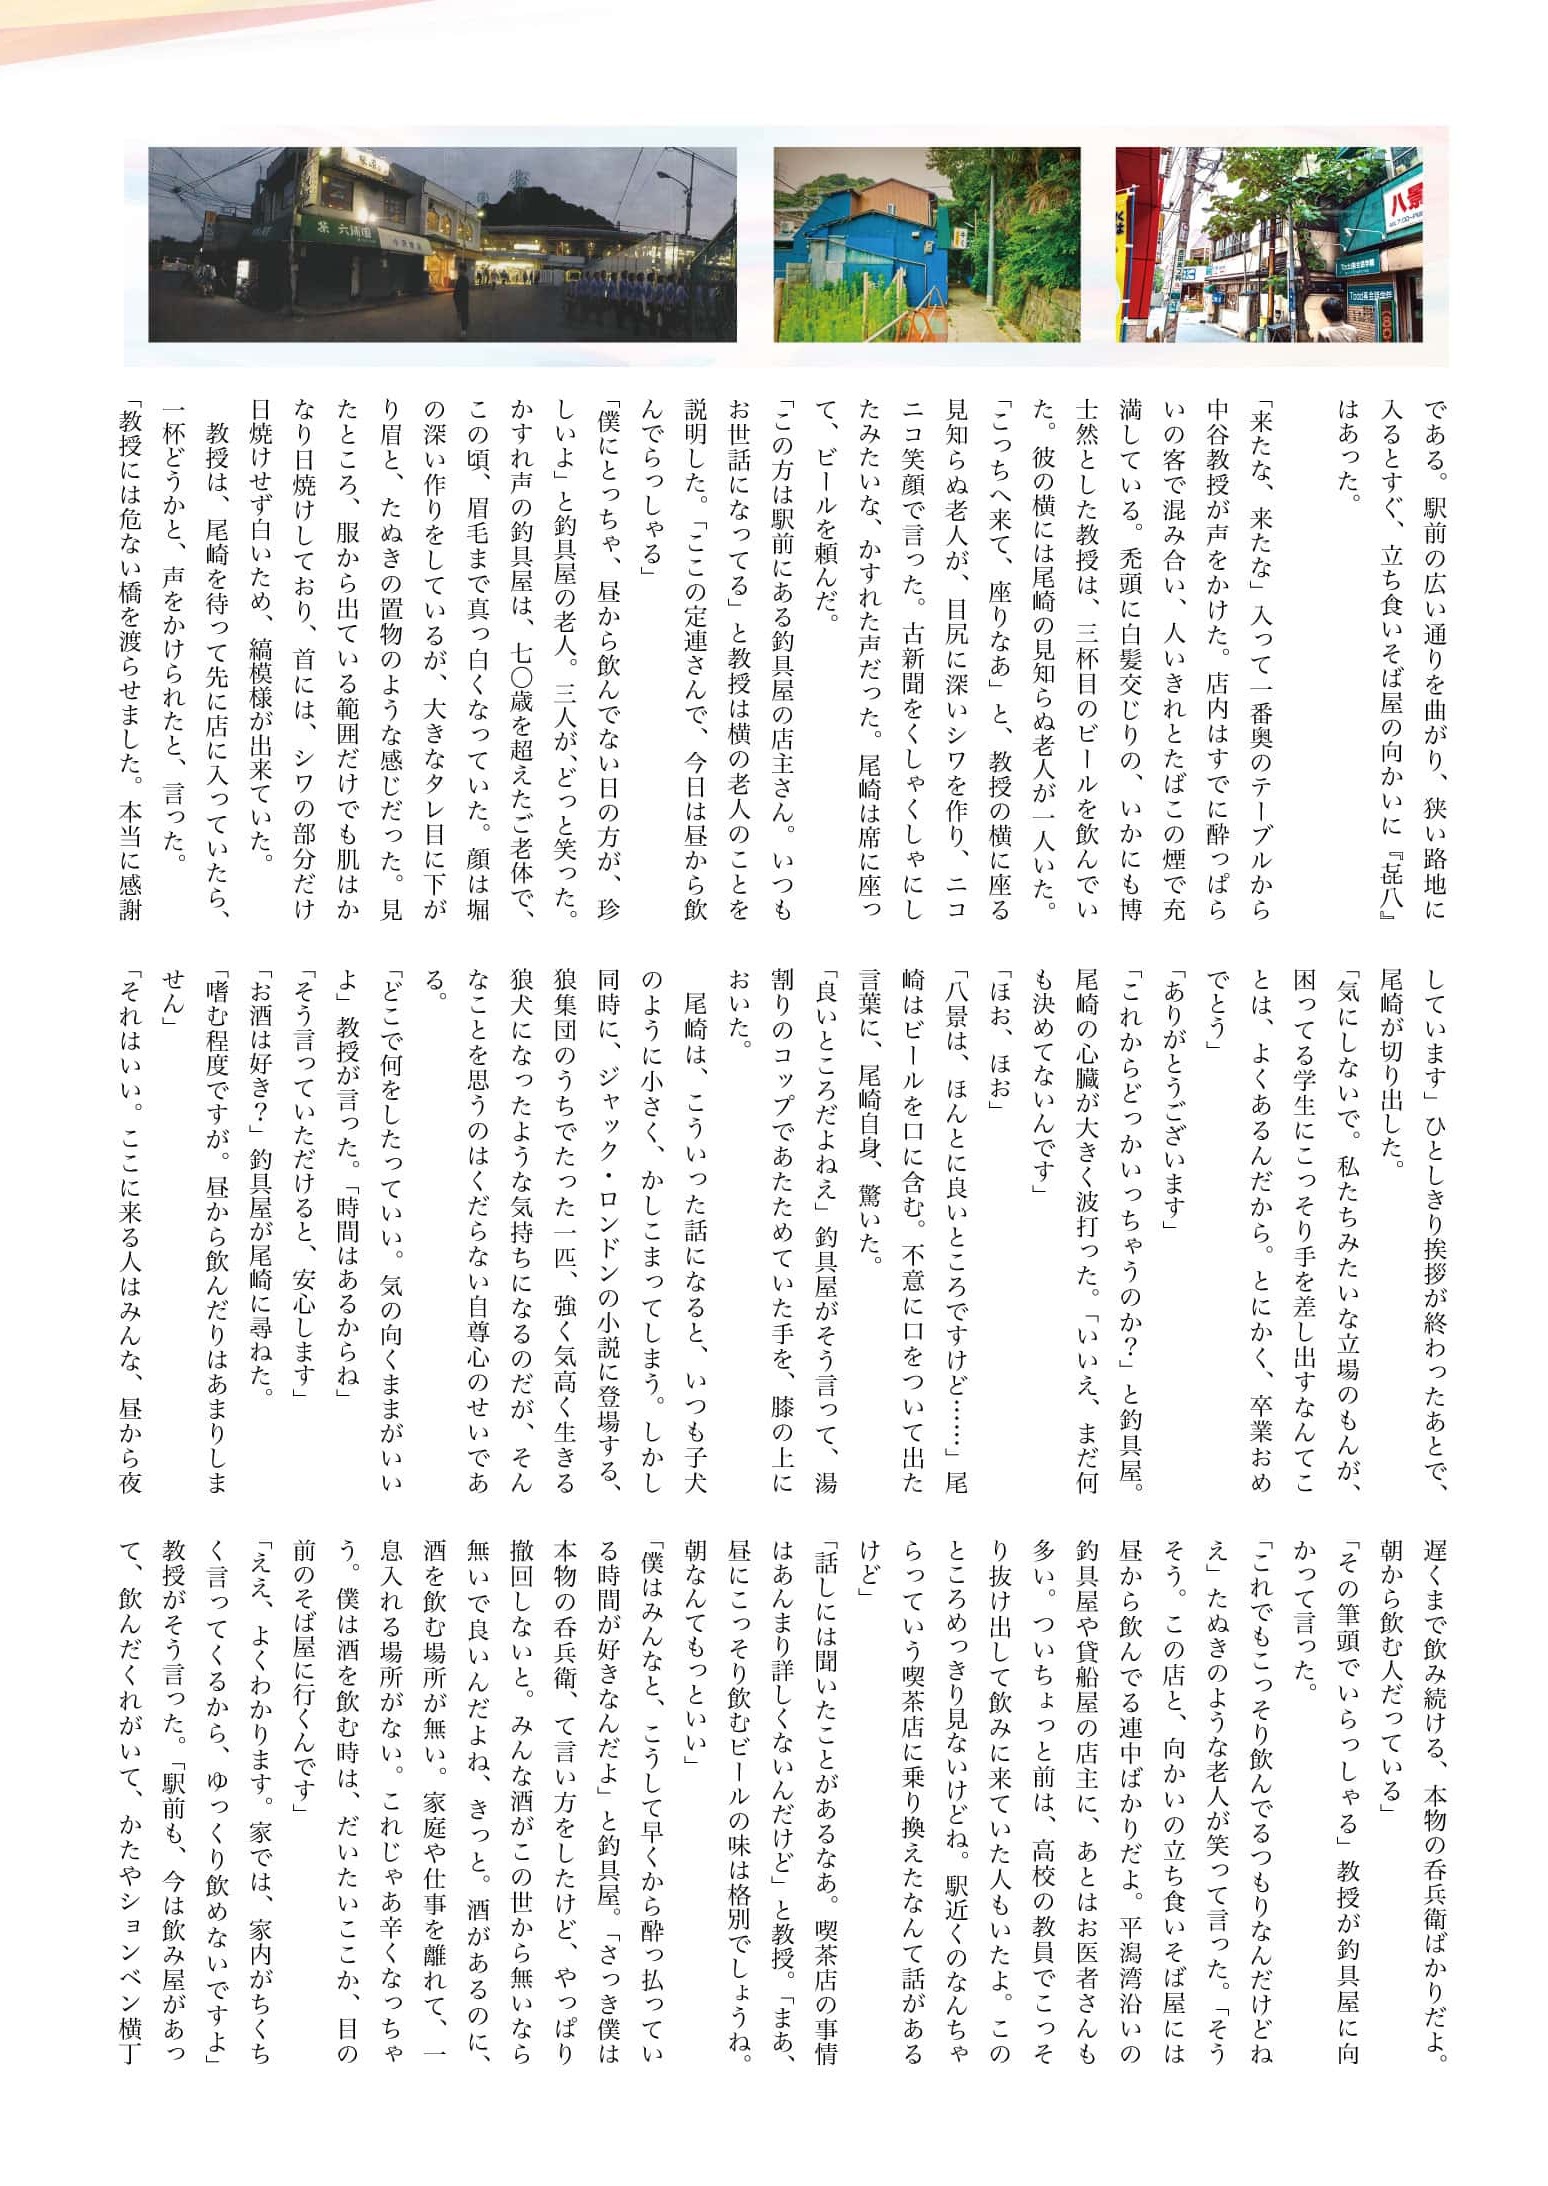 茶 六浦園
八景
Todd英会話学院
Todd英会話学院
である。駅前の広い通りを曲がり、狭い路地に
入るとすぐ、立ち食いそば屋の向かいに『㐂八』
はあった。
「来たな、来たな」入って一番奥のテーブルから
中谷教授が声をかけた。店内はすでに酔っぱら
いの客で混み合い、人いきれとたばこの煙で充
満している。禿頭に白髪交じりの、いかにも博
士然とした教授は、三杯目のビールを飲んでい
た。彼の横には尾崎の見知らぬ老人が一人いた。
「こっちへ来て、座りなあ」と、教授の横に座る
見知らぬ老人が、目尻に深いシワを作り、ニコ
ニコ笑顔で言った。古新聞をくしゃくしゃにし
たみたいな、かすれた声だった。尾崎は席に座っ
て、ビールを頼んだ。
「この方は駅前にある釣具屋の店主さん。いつも
お世話になってる」と教授は横の老人のことを
説明した。「ここの定連さんで、今日は昼から飲
んでらっしゃる」
「僕にとっちゃ、昼から飲んでない日の方が、珍
しいよ」と釣具屋の老人。三人が、どっと笑った。
かすれ声の釣具屋は、七〇歳を超えたご老体で、
この頃、眉毛まで真っ白くなっていた。顔は堀
の深い作りをしているが、大きなタレ目に下が
り眉と、たぬきの置物のような感じだった。見
たところ、服から出ている範囲だけでも肌はか
なり日焼けしており、首には、シワの部分だけ
日焼けせず白いため、縞模様が出来ていた。
教授は、尾崎を待って先に店に入っていたら、
一杯どうかと、声をかけられたと、言った。
「教授には危ない橋を渡らせました。本当に感謝
しています」ひとしきり挨拶が終わったあとで、
尾崎が切り出した。
「気にしないで。私たちみたいな立場のもんが、
困ってる学生にこっそり手を差し出すなんてこ
とは、よくあるんだから。とにかく、卒業おめ
でとう」
「ありがとうございます」
「これからどっかいっちゃうのか？」と釣具屋。
尾崎の心臓が大きく波打った。「いいえ、まだ何
も決めてないんです」
「ほお、ほお」
「八景は、ほんとに良いところですけど……」尾
崎はビールを口に含む。不意に口をついて出た
言葉に、尾崎自身、驚いた。
「良いところだよねえ」釣具屋がそう言って、湯
割りのコップであたためていた手を、膝の上に
おいた。
尾崎は、こういった話になると、いつも子犬
のように小さく、かしこまってしまう。しかし
同時に、ジャック・ロンドンの小説に登場する、
狼集団のうちでたった一匹、強く気高く生きる
狼犬になったような気持ちになるのだが、そん
なことを思うのはくだらない自尊心のせいであ
る。
「どこで何をしたっていい。気の向くままがいい
よ」教授が言った。「時間はあるからね」
「そう言っていただけると、安心します」
「お酒は好き？」釣具屋が尾崎に尋ねた。
「嗜む程度ですが。昼から飲んだりはあまりしま
せん」
「それはいい。ここに来る人はみんな、昼から夜
遅くまで飲み続ける、本物の呑兵衛ばかりだよ。
朝から飲む人だっている」
「その筆頭でいらっしゃる」教授が釣具屋に向
かって言った。
「これでもこっそり飲んでるつもりなんだけどね
え」たぬきのような老人が笑って言った。「そう
そう。この店と、向かいの立ち食いそば屋には
昼から飲んでる連中ばかりだよ。平潟湾沿いの
釣具屋や貸船屋の店主に、あとはお医者さんも
多い。ついちょっと前は、高校の教員でこっそ
り抜け出して飲みに来ていた人もいたよ。この
ところめっきり見ないけどね。駅近くのなんちゃ
らっていう喫茶店に乗り換えたなんて話がある
けど」
「話しには聞いたことがあるなあ。喫茶店の事情
はあんまり詳しくないんだけど」と教授。「まあ、
昼にこっそり飲むビールの味は格別でしょうね。
朝なんてもっといい」
「僕はみんなと、こうして早くから酔っ払ってい
る時間が好きなんだよ」と釣具屋。「さっき僕は
本物の呑兵衛、て言い方をしたけど、やっぱり
撤回しないと。みんな酒がこの世から無いなら
無いで良いんだよね、きっと。酒があるのに、
酒を飲む場所が無い。家庭や仕事を離れて、一
息入れる場所がない。これじゃあ辛くなっちゃ
う。僕は酒を飲む時は、だいたいここか、目の
前のそば屋に行くんです」
「ええ、よくわかります。家では、家内がちくち
く言ってくるから、ゆっくり飲めないですよ」
教授がそう言った。「駅前も、今は飲み屋があっ
て、飲んだくれがいて、かたやションベン横丁